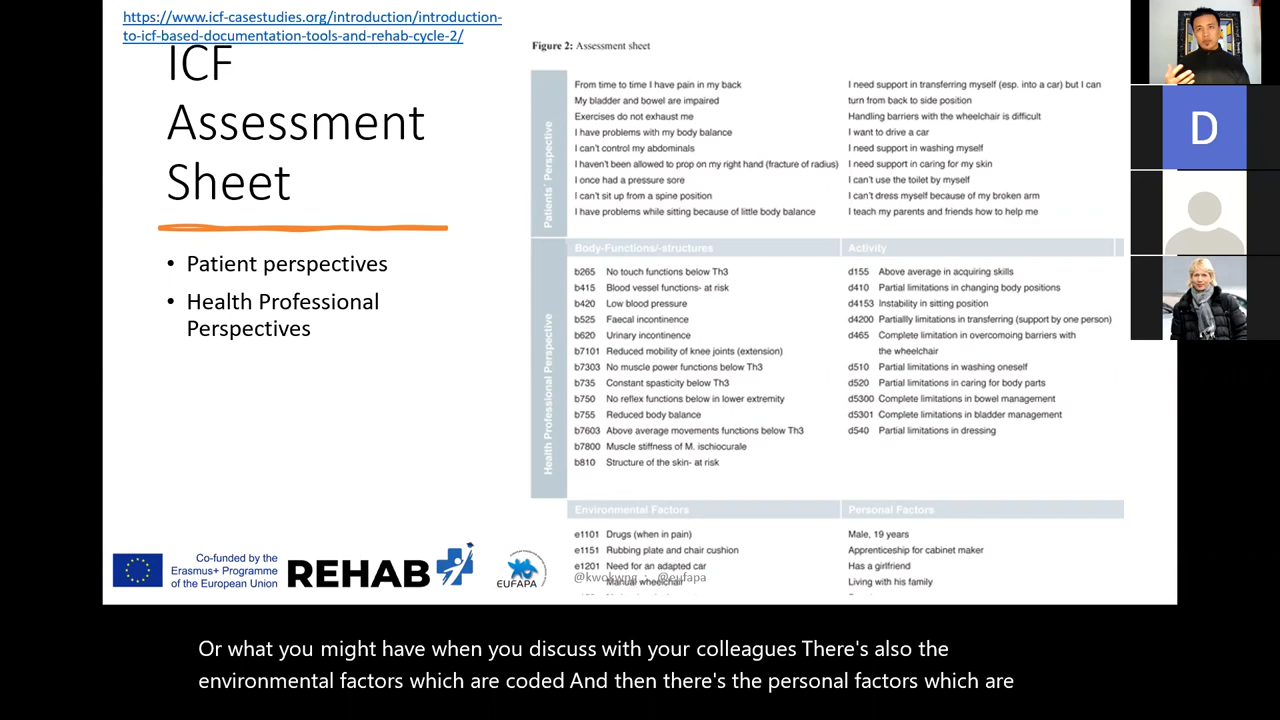 https://www.icf-casestudies.org/introduction/introduction-
to-icf-based-documentation-tools-and-rehab-cycle-2/
ICF
Assessment
Sheet
• Patient perspectives
• Health Professional
Perspectives
Figure 2: Assessment sheet
Patients´ Perspective
From time to time I have pain in my back
My bladder and bowel are impaired
Exercises do not exhaust me
I have problems with my body balance
I can't control my abdominals
I haven't been allowed to prop on my right hand (fracture of radius)
I once had a pressure sore
I can't sit up from a spine position
I have problems while sitting because of little body balance
I need support in transferring myself (esp. into a car) but I can
turn from back to side position
Handling barriers with the wheelchair is difficult
I want to drive a car
I need support in washing myself
I need support in caring for my skin
I can't use the toilet by myself
I can't dress myself because of my broken arm
I teach my parents and friends how to help me
Health Professional Perspective
Body-Functions/-structures
b265 No touch functions below Th3
b415 Blood vessel functions- at risk
b420 Low blood pressure
b525 Faecal incontinence
b620 Urinary incontinence
b7101 Reduced mobility of knee joints (extension)
b7303 No muscle power functions below Th3
b735 Constant spasticity below Th3
b750 No reflex functions below in lower extremity
b755 Reduced body balance
b7603 Above average movements functions below Th3
b7800 Muscle stiffness of M. ischiocurale
b810 Structure of the skin- at risk
Activity
d155 Above average in acquiring skills
d410 Partial limitations in changing body positions
d4153 Instability in sitting position
d4200 Partiallly limitations in transferring (support by one person)
d465 Complete limitation in overcomoing barriers with
the wheelchair
d510 Partial limitations in washing oneself
d520 Partial limitations in caring for body parts
d5300 Complete limitations in bowel management
d5301 Complete limitations in bladder management
d540 Partial limitations in dressing
Environmental Factors
e1101 Drugs (when in pain)
e1151 Rubbing plate and chair cushion
e1201 Need for an adapted car
Manual wheelchair
Personal Factors
Male, 19 years
Apprenticeship for cabinet maker
Has a girlfriend
Living with his family
@kwokwng : @eufapa
Co-funded by the
Erasmus+ Programme
of the European Union
REHAB
EUFAPA
D
Or what you might have when you discuss with your colleagues There's also the
environmental factors which are coded And then there's the personal factors which are